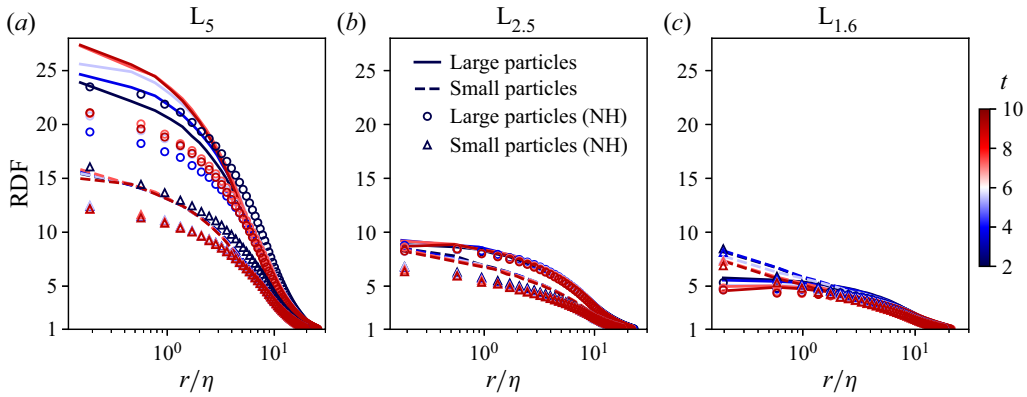 (a) L5 (b) L2.5 (c) L1.6
Large particles
Small particles
Large particles (NH)
Small particles (NH)
RDF
25
20
15
10
5
1
10^0 10^1
r/η
25
20
15
10
5
1
10^0 10^1
r/η
25
20
15
10
5
1
10^0 10^1
r/η
t
10
8
6
4
2